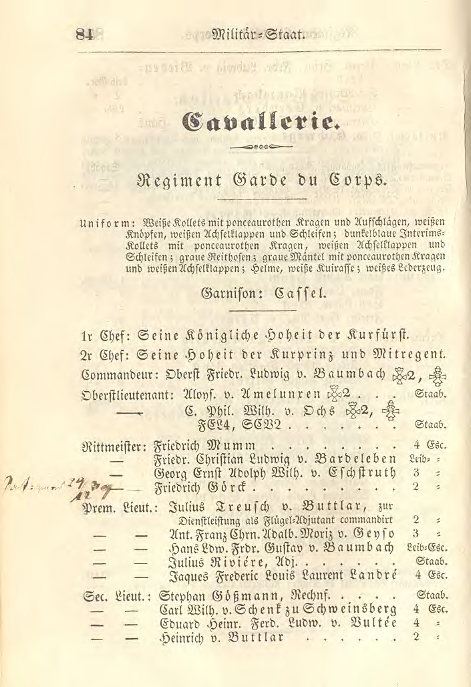 84 Militär=Staat.
Cavallerie.
Regiment Garde du Corps.
Uniform: Weiße Kollets mit ponceaurothen Kragen und Aufschlägen, weißen
Knöpfen, weißen Achselklappen und Schleifen; dunkelblaue Interims-
Kollets mit ponceaurothen Kragen, weißen Achselklappen und
Schleifen; graue Reithosen; graue Mäntel mit ponceaurothen Kragen
und weißen Achselklappen; Helme, weiße Kuirasse; weißes Lederzeug.
Garnison: Cassel.
1r Chef: Seine Königliche Hoheit der Kurfürst.
2r Chef: Seine Hoheit der Kurprinz und Mitregent.
Commandeur: Oberst Friedr. Ludwig v. Baumbach 2,
Oberstlieutenant: Aloys. v. Amelunxen 2 . . . Staab.
— C. Phil. Wilh. v. Ochs 2,
FEL4, SCV2 . . . . . . . Staab.
Rittmeister: Friedrich Mumm . . . . . . . 4 Esc.
— Friedr. Christian Ludwig v. Bardeleben Leib= =
— Georg Ernst Adolph Wilh. v. Eschstruth 3 =
— Friedrich Görck . . . . . . . . 2 =
Prem. Lieut.: Julius Treusch v. Buttlar, zur
Dienstleistung als Flügel-Adjutant commandirt 2 =
— — Ant. Franz Chrn. Adalb. Moriz v. Geyso 3 =
— — Hans Ldw. Frdr. Gustav v. Baumbach Leib=Esc.
— — Julius Rivière, Adj. . . . . . . Staab.
— — Jaques Frederic Louis Laurent Landré 4 Esc.
Sec. Lieut.: Stephan Gößmann, Rechnf. . . . . Staab.
— — Carl Wilh. v. Schenk zu Schweinsberg 4 Esc.
— — Eduard Heinr. Ferd. Ludw. v. Bultée 4 =
— — Heinrich v. Buttlar . . . . . . 2 =